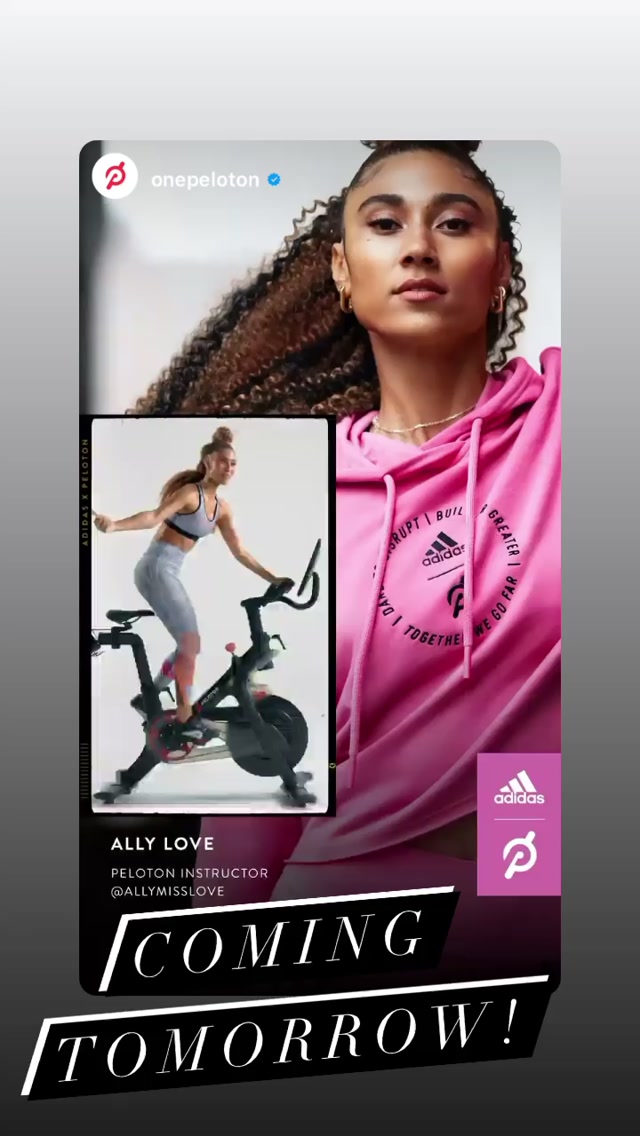 onepeloton
ADIDAS X PELOTON
DISRUPT | BUILD | GREATER |
DARE | TOGETHER WE GO FAR
adidas
adidas
ALLY LOVE
PELOTON INSTRUCTOR
@ALLYMISSLOVE
COMING
TOMORROW!